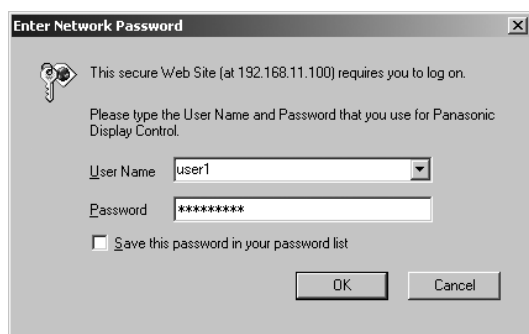 Enter Network Password
This secure Web Site (at 192.168.11.100) requires you to log on.
Please type the User Name and Password that you use for Panasonic
Display Control.
User Name user1
Password *********
Save this password in your password list
OK Cancel